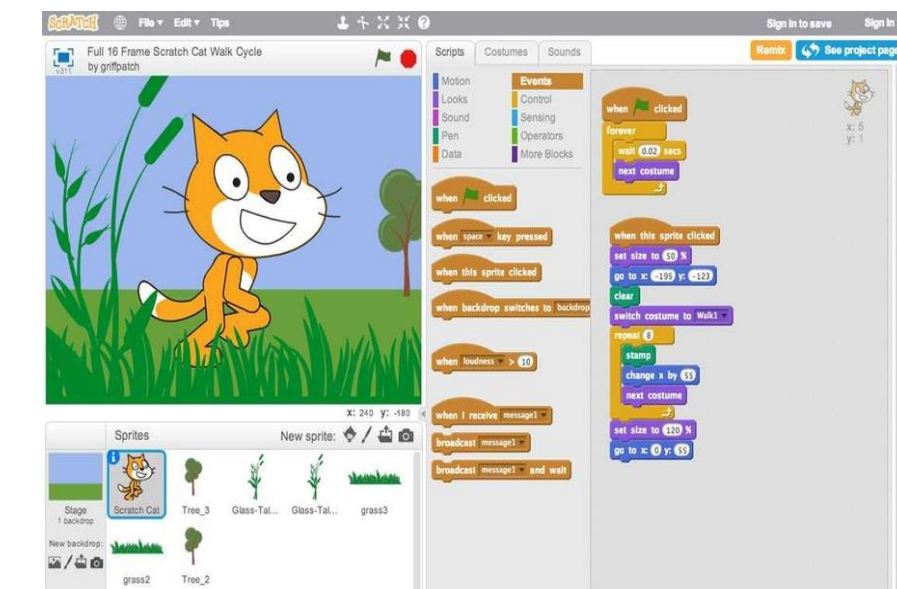 SCRATCH File▼ Edit▼ Tips Sign in to save Sign in
Full 16 Frame Scratch Cat Walk Cycle
by griffpatch
v311
Scripts Costumes Sounds
Remix See project page
Motion Events
Looks Control
Sound Sensing
Pen Operators
Data More Blocks
when clicked
when space key pressed
when this sprite clicked
when backdrop switches to backdrop
when loudness > 10
when I receive message1
broadcast message1
broadcast message1 and wait
when clicked
forever
wait 0.02 secs
next costume
when this sprite clicked
set size to 50 %
go to x: -195 y: -123
clear
switch costume to Walk1
repeat 8
stamp
change x by 55
next costume
set size to 120 %
go to x: 0 y: 55
x: 5
y: 1
x: 240 y: -180
Sprites New sprite:
Stage
1 backdrop
New backdrop:
Scratch Cat Tree_3 Glass-Tal... Glass-Tal... grass3
grass2 Tree_2